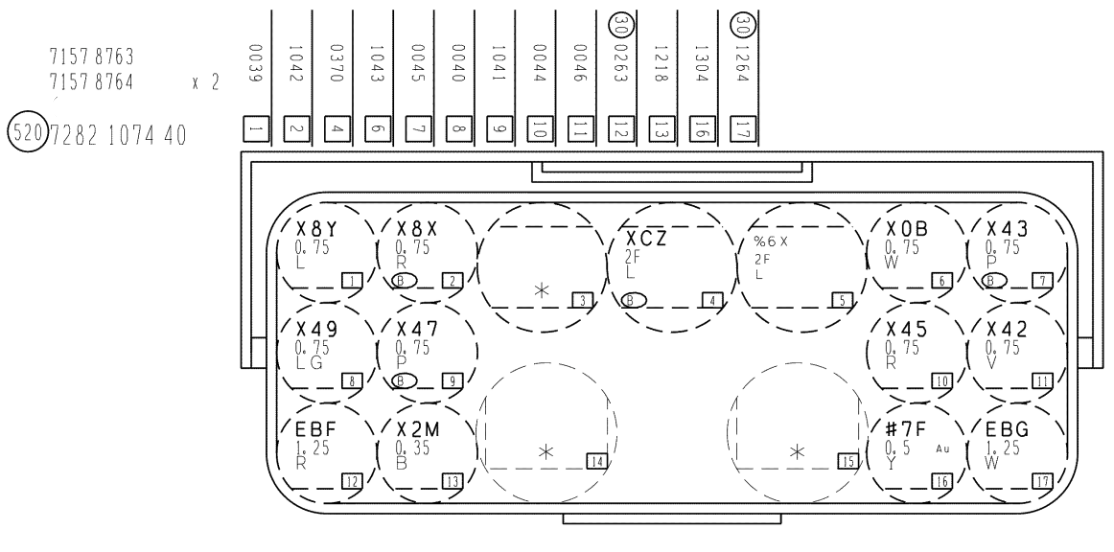 7157 8763
7157 8764 x 2
520 7282 1074 40
0039 1042 0370 1043 0045 0040 1041 0044 0046 30 0263 1218 1304 30 1264
1 2 4 6 7 8 9 10 11 12 13 16 17
X8Y
0.75
L
1
X8X
0.75
R
B 2
* 3
XCZ
2F
L
B 4
%6X
2F
L
5
X0B
0.75
W
6
X43
0.75
P
B 7
X49
0.75
LG
8
X47
0.75
P
B 9
X45
0.75
R
10
X42
0.75
V
11
EBF
1.25
R
12
X2M
0.35
B
13
* 14
* 15
#7F
0.5 Au
Y
16
EBG
1.25
W
17